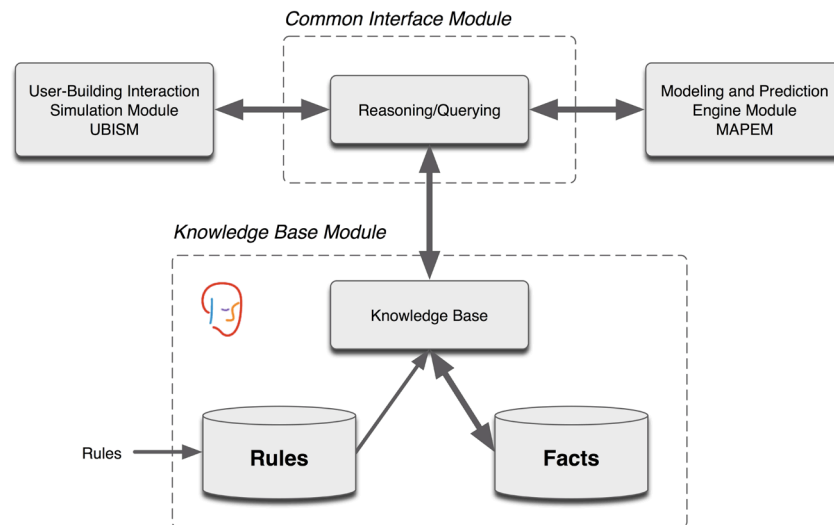 Common Interface Module
User-Building Interaction
Simulation Module
UBISM
Reasoning/Querying
Modeling and Prediction
Engine Module
MAPEM
Knowledge Base Module
Knowledge Base
Rules
Rules
Facts